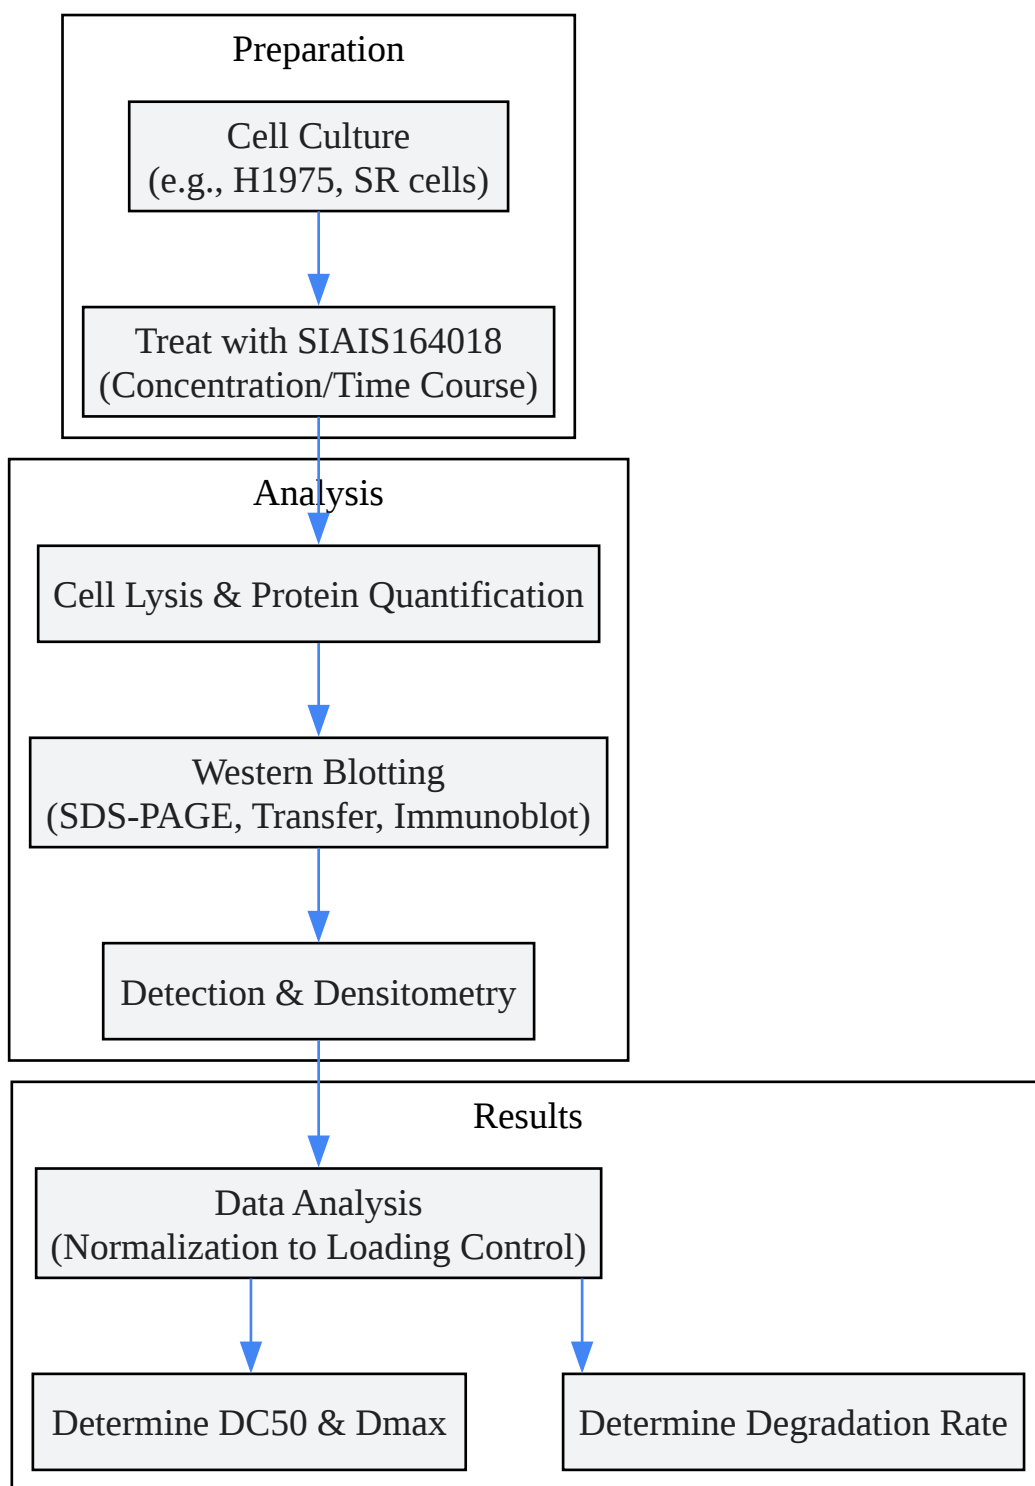 Preparation
Cell Culture
(e.g., H1975, SR cells)
Treat with SIAIS164018
(Concentration/Time Course)
Analysis
Cell Lysis & Protein Quantification
Western Blotting
(SDS-PAGE, Transfer, Immunoblot)
Detection & Densitometry
Results
Data Analysis
(Normalization to Loading Control)
Determine DC50 & Dmax
Determine Degradation Rate